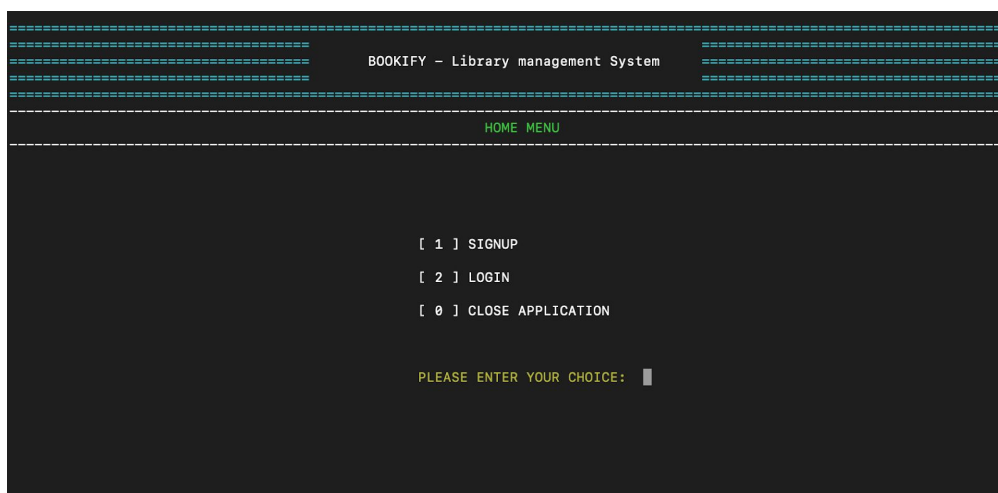 BOOKIFY – Library management System
HOME MENU
[ 1 ] SIGNUP
[ 2 ] LOGIN
[ 0 ] CLOSE APPLICATION
PLEASE ENTER YOUR CHOICE: